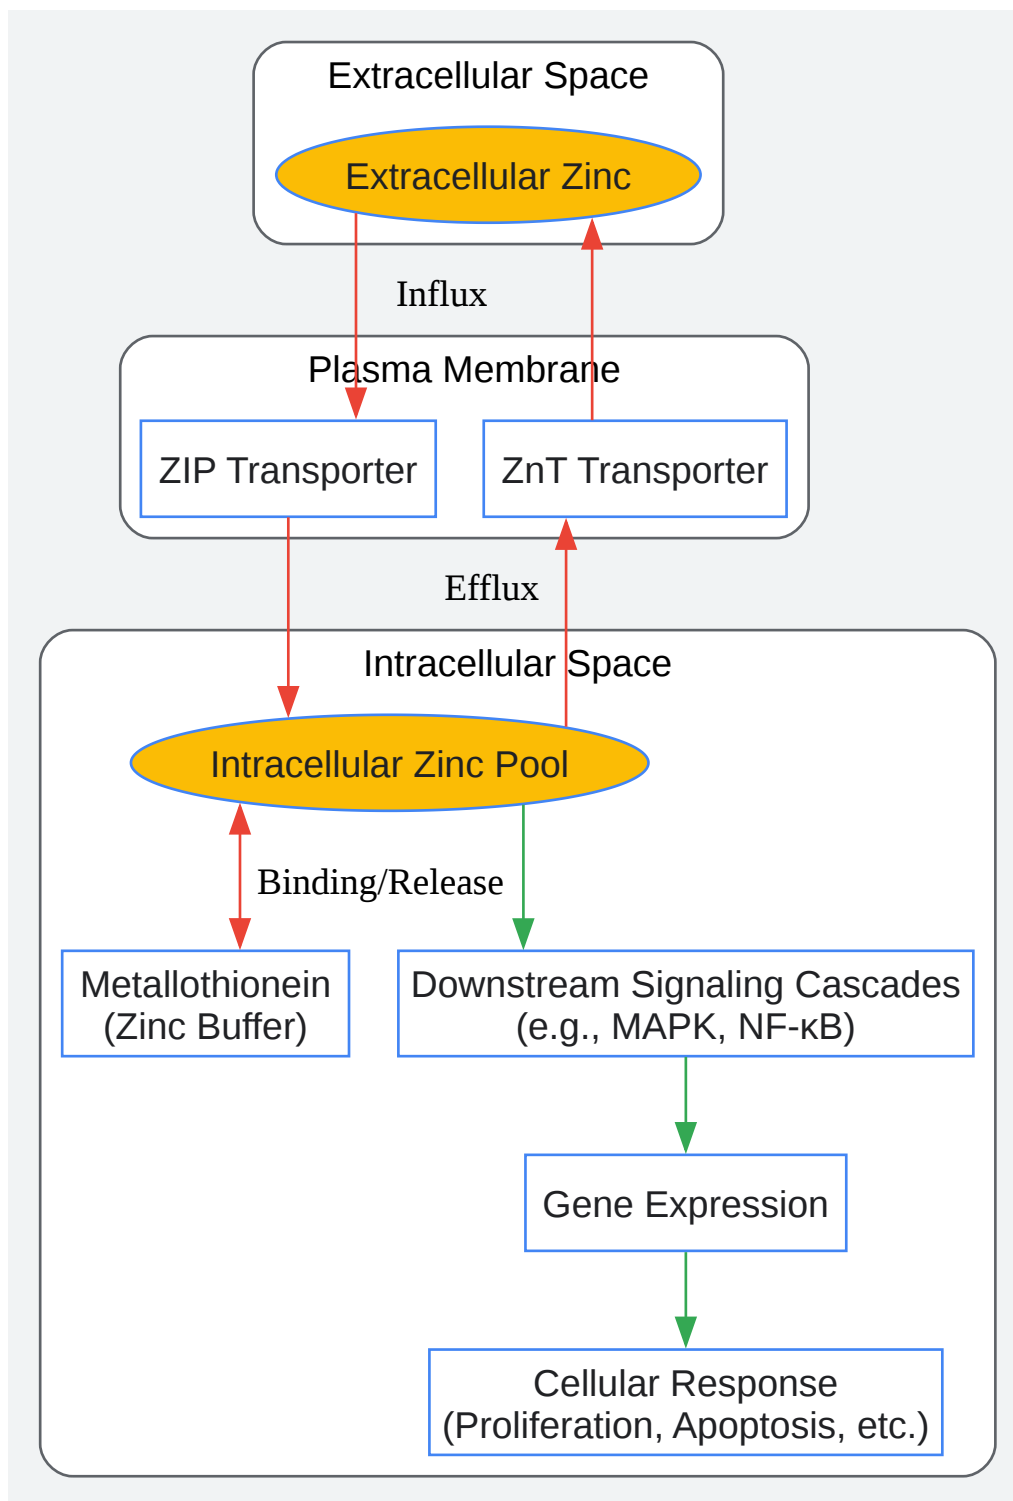 Extracellular Space
Extracellular Zinc
Influx
Plasma Membrane
ZIP Transporter
ZnT Transporter
Efflux
Intracellular Space
Intracellular Zinc Pool
Binding/Release
Metallothionein
(Zinc Buffer)
Downstream Signaling Cascades
(e.g., MAPK, NF-κB)
Gene Expression
Cellular Response
(Proliferation, Apoptosis, etc.)